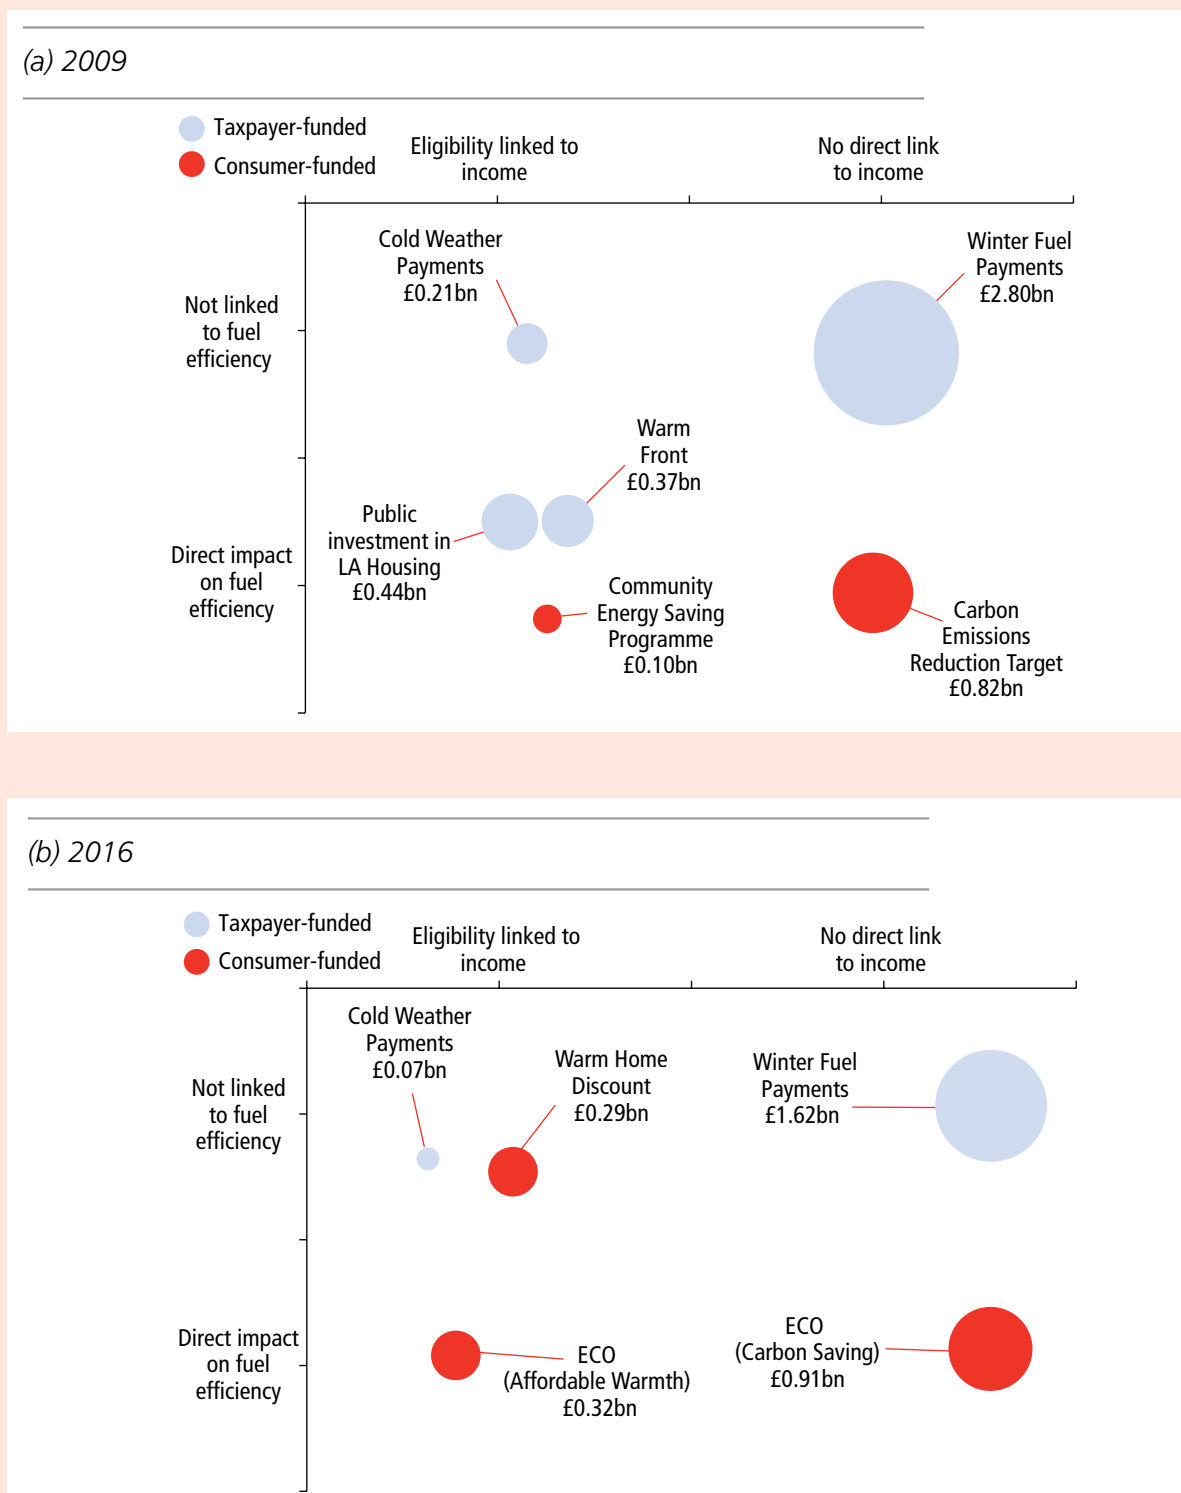 (a) 2009
Taxpayer-funded
Consumer-funded
Eligibility linked to
income
No direct link
to income
Not linked
to fuel
efficiency
Cold Weather
Payments
£0.21bn
Winter Fuel
Payments
£2.80bn
Direct impact
on fuel
efficiency
Public
investment in
LA Housing
£0.44bn
Warm
Front
£0.37bn
Community
Energy Saving
Programme
£0.10bn
Carbon
Emissions
Reduction Target
£0.82bn
(b) 2016
Taxpayer-funded
Consumer-funded
Eligibility linked to
income
No direct link
to income
Not linked
to fuel
efficiency
Cold Weather
Payments
£0.07bn
Warm Home
Discount
£0.29bn
Winter Fuel
Payments
£1.62bn
Direct impact
on fuel
efficiency
ECO
(Affordable Warmth)
£0.32bn
ECO
(Carbon Saving)
£0.91bn